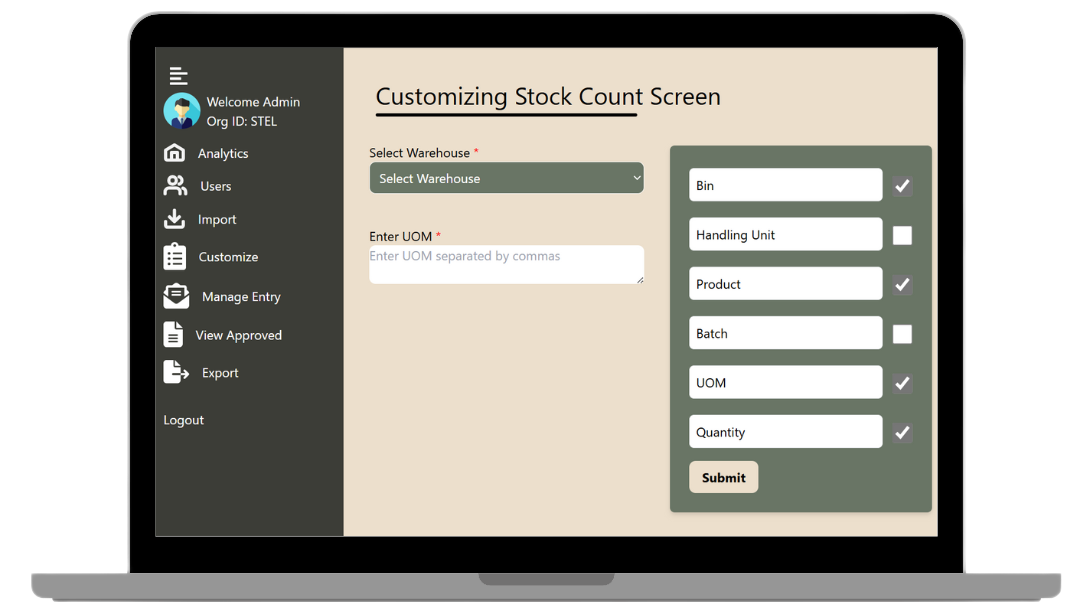 Welcome Admin
Org ID: STEL
Analytics
Users
Import
Customize
Manage Entry
View Approved
Export
Logout
Customizing Stock Count Screen
Select Warehouse *
Select Warehouse
Enter UOM *
Enter UOM separated by commas
Bin
Handling Unit
Product
Batch
UOM
Quantity
Submit